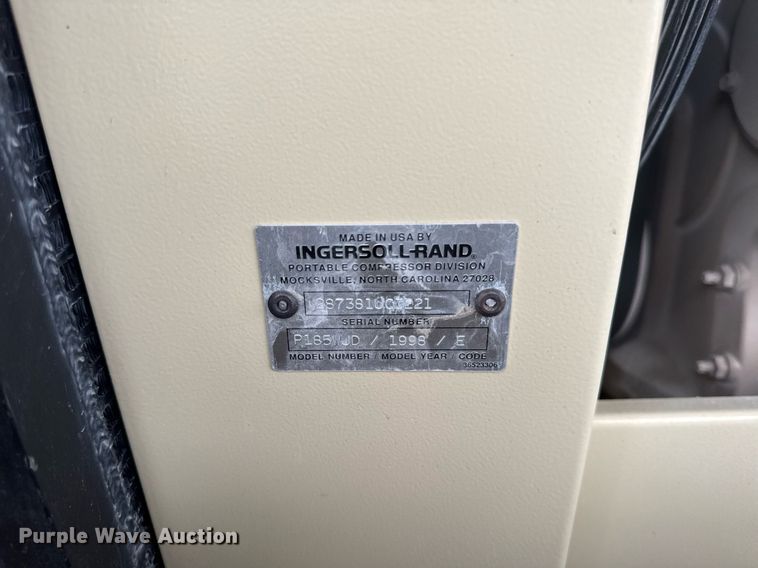 MADE IN USA BY
INGERSOLL-RAND®
PORTABLE COMPRESSOR DIVISION
MOCKSVILLE, NORTH CAROLINA 27028
SERIAL NUMBER
P185WJD / 1998 / E
MODEL NUMBER / MODEL YEAR / CODE
36523306
Purple Wave Auction